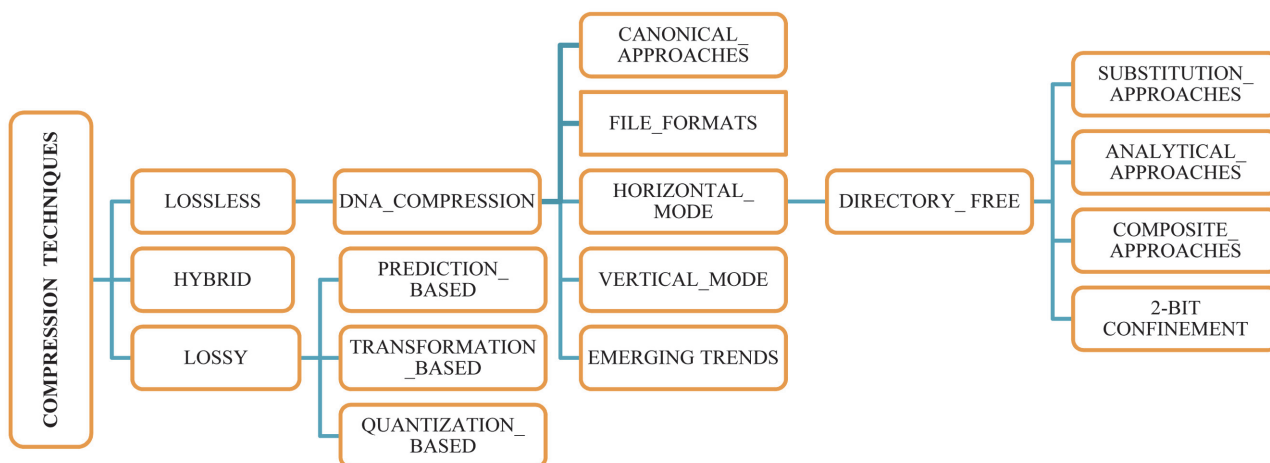 COMPRESSION TECHNIQUES
LOSSLESS
HYBRID
LOSSY
DNA_COMPRESSION
PREDICTION_
BASED
TRANSFORMATION
_BASED
QUANTIZATION_
BASED
CANONICAL_
APPROACHES
FILE_FORMATS
HORIZONTAL_
MODE
VERTICAL_MODE
EMERGING TRENDS
DIRECTORY_ FREE
SUBSTITUTION_
APPROACHES
ANALYTICAL_
APPROACHES
COMPOSITE_
APPROACHES
2-BIT
CONFINEMENT